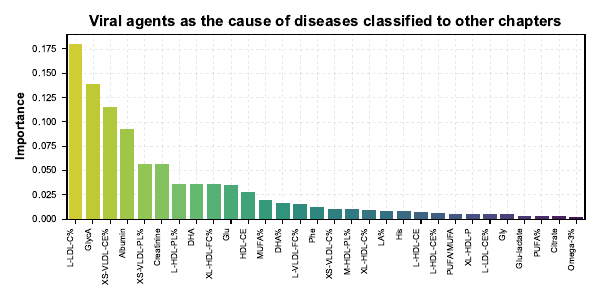 Viral agents as the cause of diseases classified to other chapters
Importance
0.175
0.150
0.125
0.100
0.075
0.050
0.025
0.000
L-LDL-C%
GlycA
XS-VLDL-CE%
Albumin
XS-VLDL-PL%
Creatinine
L-HDL-PL%
DHA
XL-HDL-FC%
Glu
HDL-CE
MUFA%
DHA%
L-VLDL-FC%
Phe
XS-VLDL-C%
M-HDL-PL%
XL-HDL-C%
LA%
His
L-HDL-CE
L-HDL-CE%
PUFA/MUFA
XL-HDL-P
L-LDL-CE%
Gly
Glu-lactate
PUFA%
Citrate
Omega-3%